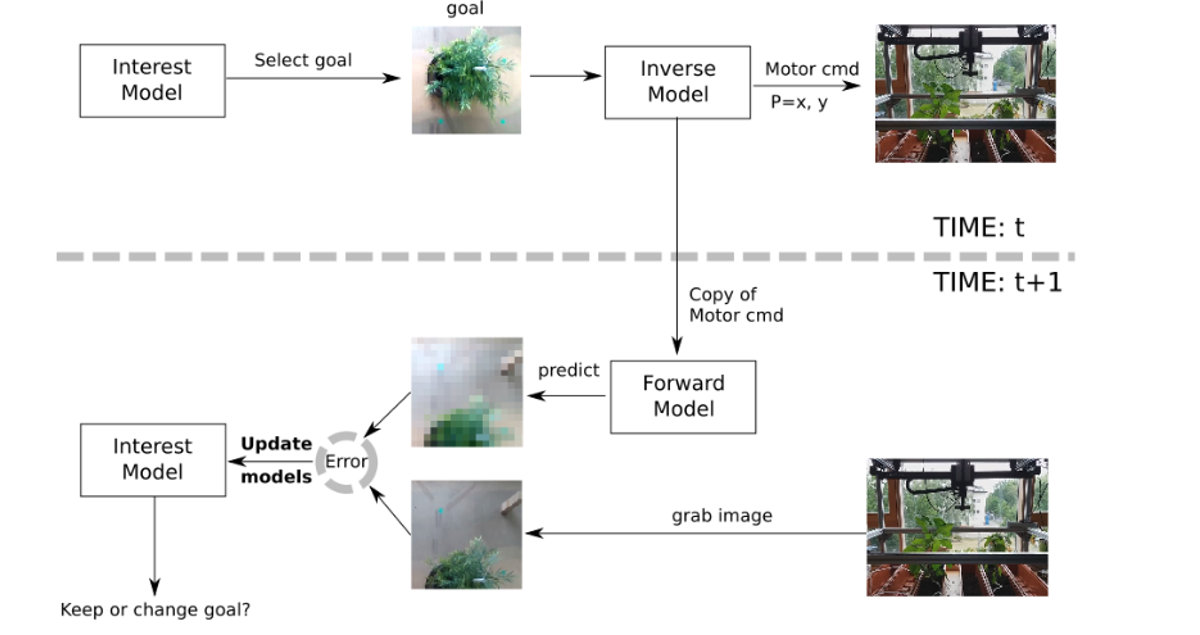 goal
Interest
Model
Select goal
Inverse
Model
Motor cmd
P=x, y
TIME: t
TIME: t+1
Copy of
Motor cmd
predict
Forward
Model
Interest
Model
Update
models
Error
grab image
Keep or change goal?